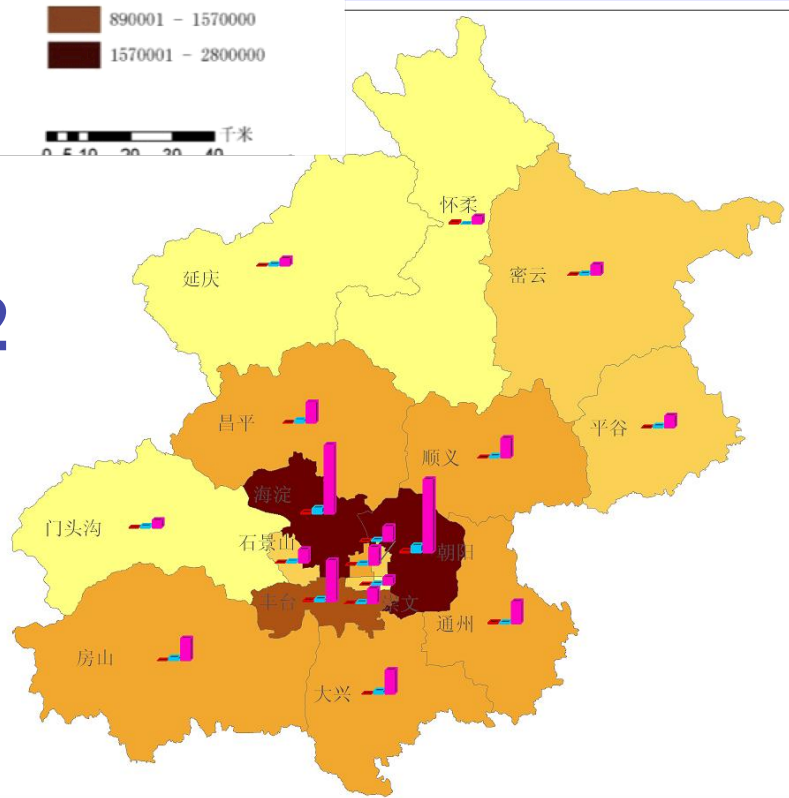 890001 - 1570000
1570001 - 2800000
千米
0 5 10 20 30 40
怀柔
延庆
密云
2
昌平
平谷
顺义
海淀
门头沟
石景山
朝阳
丰台
崇文
通州
房山
大兴